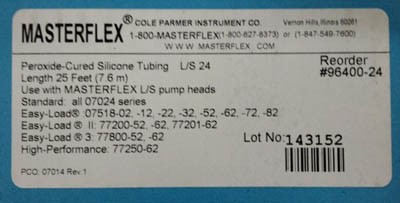 MASTERFLEX® COLE PARMER INSTRUMENT CO. Vernon Hills, Illinois 60061
1-800-MASTERFLEX(1-800-627-8373) or (1-847-549-7600)
WWW MASTERFLEX.COM
Peroxide-Cured Silicone Tubing L/S 24 Reorder
Length 25 Feet (7.6 m) #96400-24
Use with MASTERFLEX L/S pump heads
Standard: all 07024 series
Easy-Load® :07518-02, -12, -22, -32, -52, -62, -72, -82
Easy-Load® II: 77200-52, -62, 77201-62
Easy-Load® 3: 77800-52, -62 Lot No: 143152
High-Performance: 77250-62
PCO: 07014 Rev.1